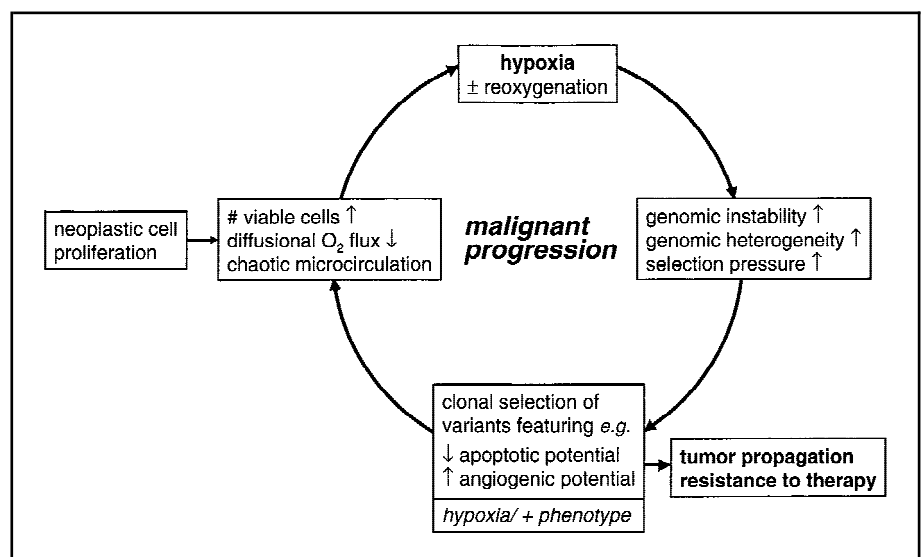 hypoxia
± reoxygenation
neoplastic cell
proliferation
# viable cells ↑
diffusional O₂ flux ↓
chaotic microcirculation
malignant
progression
genomic instability ↑
genomic heterogeneity ↑
selection pressure ↑
clonal selection of
variants featuring e.g.
↓ apoptotic potential
↑ angiogenic potential
hypoxia/ + phenotype
tumor propagation
resistance to therapy